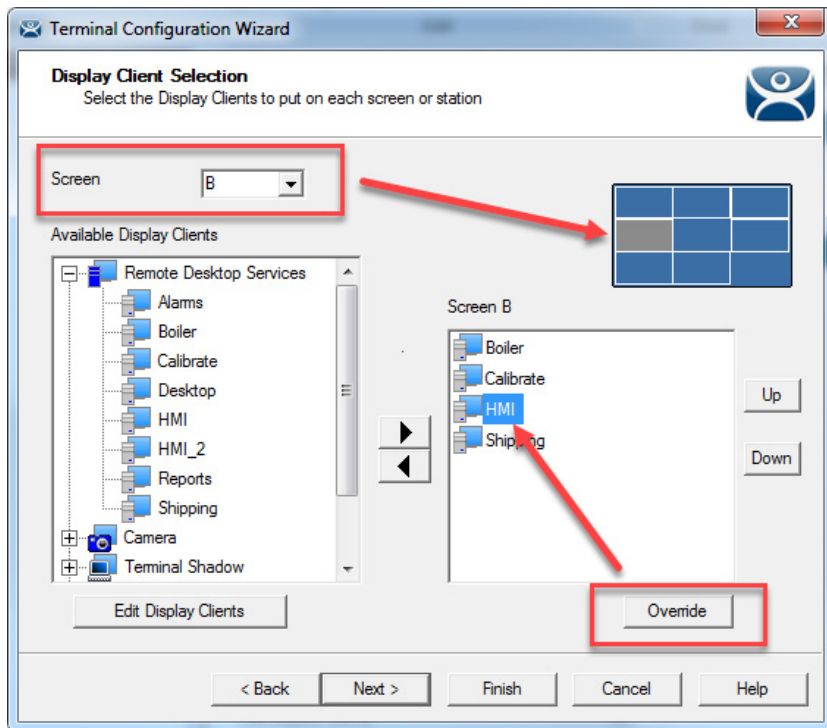 Terminal Configuration Wizard
Display Client Selection
Select the Display Clients to put on each screen or station
Screen
B
Available Display Clients
Remote Desktop Services
Alarms
Boiler
Calibrate
Desktop
HMI
HMI_2
Reports
Shipping
Camera
Terminal Shadow
Edit Display Clients
Screen B
Boiler
Calibrate
HMI
Shipping
Up
Down
Override
< Back
Next >
Finish
Cancel
Help